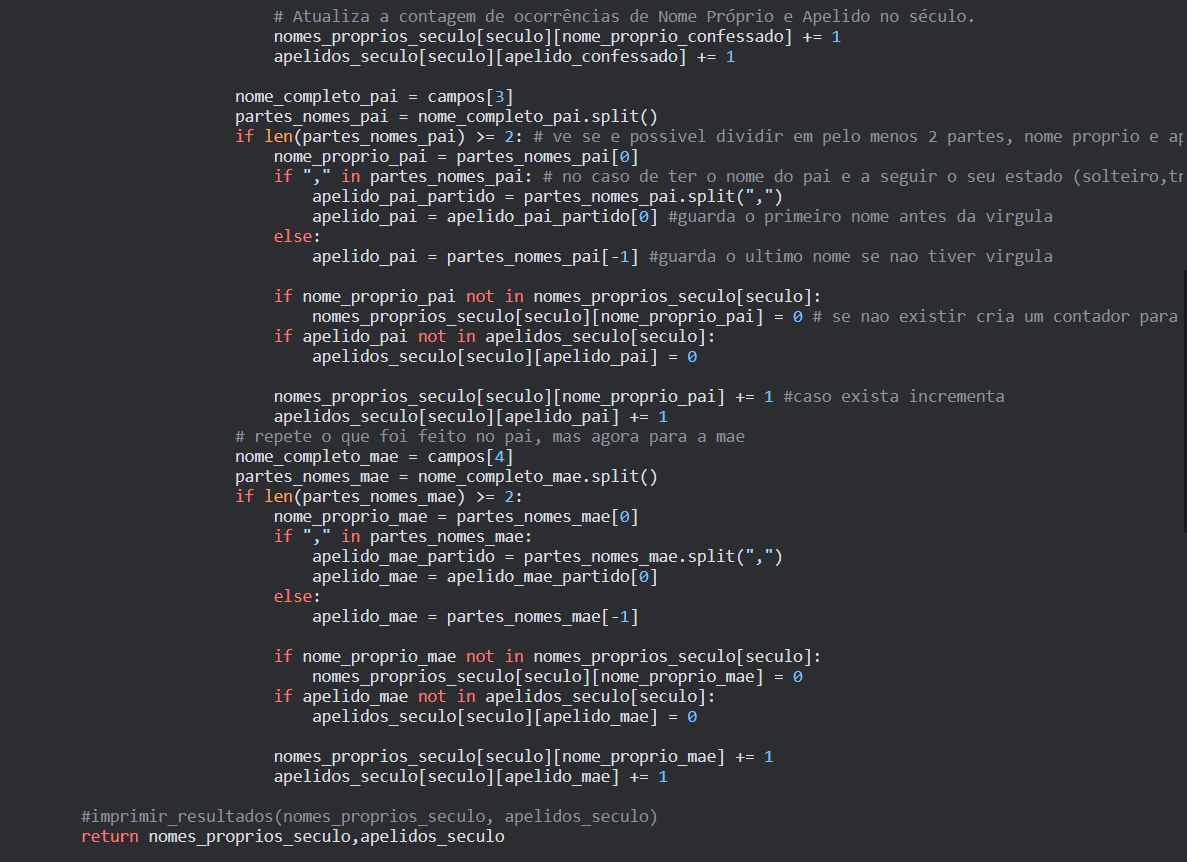 # Atualiza a contagem de ocorrências de Nome Próprio e Apelido no século.
nomes_proprios_seculo[seculo][nome_proprio_confessado] += 1
apelidos_seculo[seculo][apelido_confessado] += 1
nome_completo_pai = campos[3]
partes_nomes_pai = nome_completo_pai.split()
if len(partes_nomes_pai) >= 2: # ve se e possivel dividir em pelo menos 2 partes, nome proprio e
nome_proprio_pai = partes_nomes_pai[0]
if "," in partes_nomes_pai: # no caso de ter o nome do pai e a seguir o seu estado (solteiro,tr
apelido_pai_partido = partes_nomes_pai.split(",")
apelido_pai = apelido_pai_partido[0] #guarda o primeiro nome antes da virgula
else:
apelido_pai = partes_nomes_pai[-1] #guarda o ultimo nome se nao tiver virgula
if nome_proprio_pai not in nomes_proprios_seculo[seculo]:
nomes_proprios_seculo[seculo][nome_proprio_pai] = 0 # se nao existir cria um contador para
if apelido_pai not in apelidos_seculo[seculo]:
apelidos_seculo[seculo][apelido_pai] = 0
nomes_proprios_seculo[seculo][nome_proprio_pai] += 1 #caso exista incrementa
apelidos_seculo[seculo][apelido_pai] += 1
# repete o que foi feito no pai, mas agora para a mae
nome_completo_mae = campos[4]
partes_nomes_mae = nome_completo_mae.split()
if len(partes_nomes_mae) >= 2:
nome_proprio_mae = partes_nomes_mae[0]
if "," in partes_nomes_mae:
apelido_mae_partido = partes_nomes_mae.split(",")
apelido_mae = apelido_mae_partido[0]
else:
apelido_mae = partes_nomes_mae[-1]
if nome_proprio_mae not in nomes_proprios_seculo[seculo]:
nomes_proprios_seculo[seculo][nome_proprio_mae] = 0
if apelido_mae not in apelidos_seculo[seculo]:
apelidos_seculo[seculo][apelido_mae] = 0
nomes_proprios_seculo[seculo][nome_proprio_mae] += 1
apelidos_seculo[seculo][apelido_mae] += 1
#imprimir_resultados(nomes_proprios_seculo, apelidos_seculo)
return nomes_proprios_seculo,apelidos_seculo